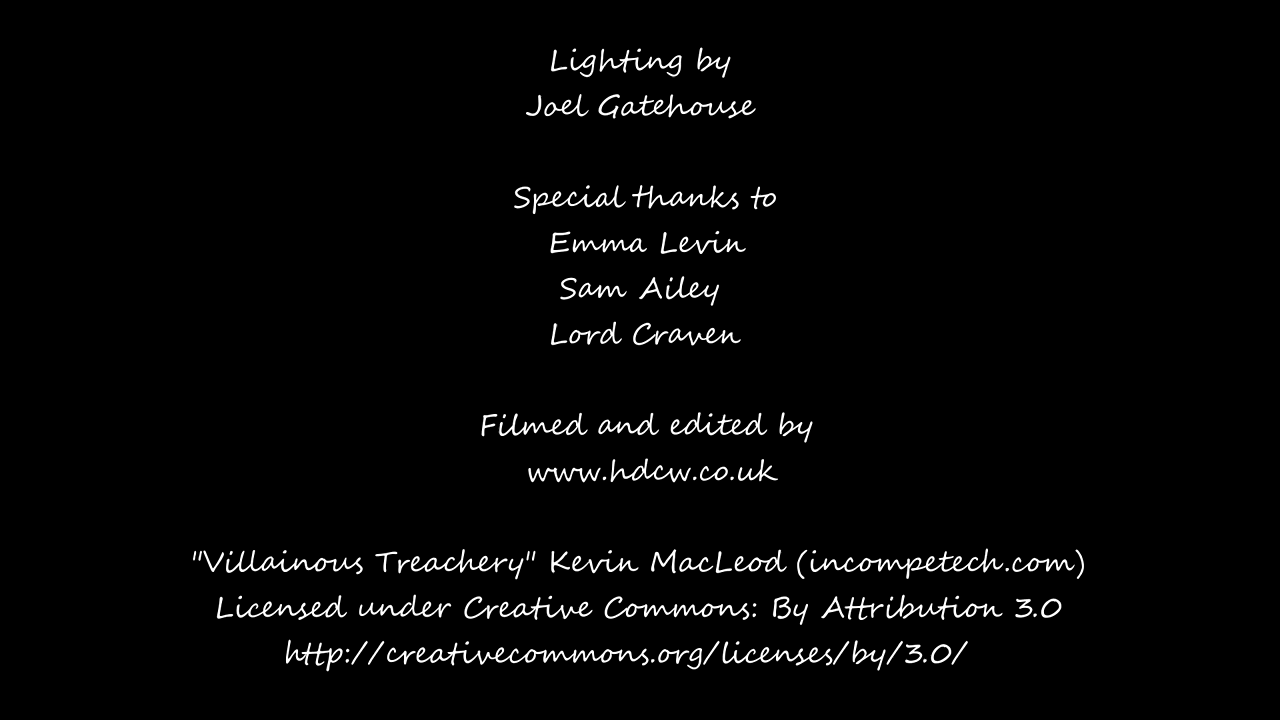 Lighting by
Joel Gatehouse
Special thanks to
Emma Levin
Sam Ailey
Lord Craven
Filmed and edited by
www.hdcw.co.uk
"Villainous Treachery" Kevin MacLeod (incompetech.com)
Licensed under Creative Commons: By Attribution 3.0
http://creativecommons.org/licenses/by/3.0/